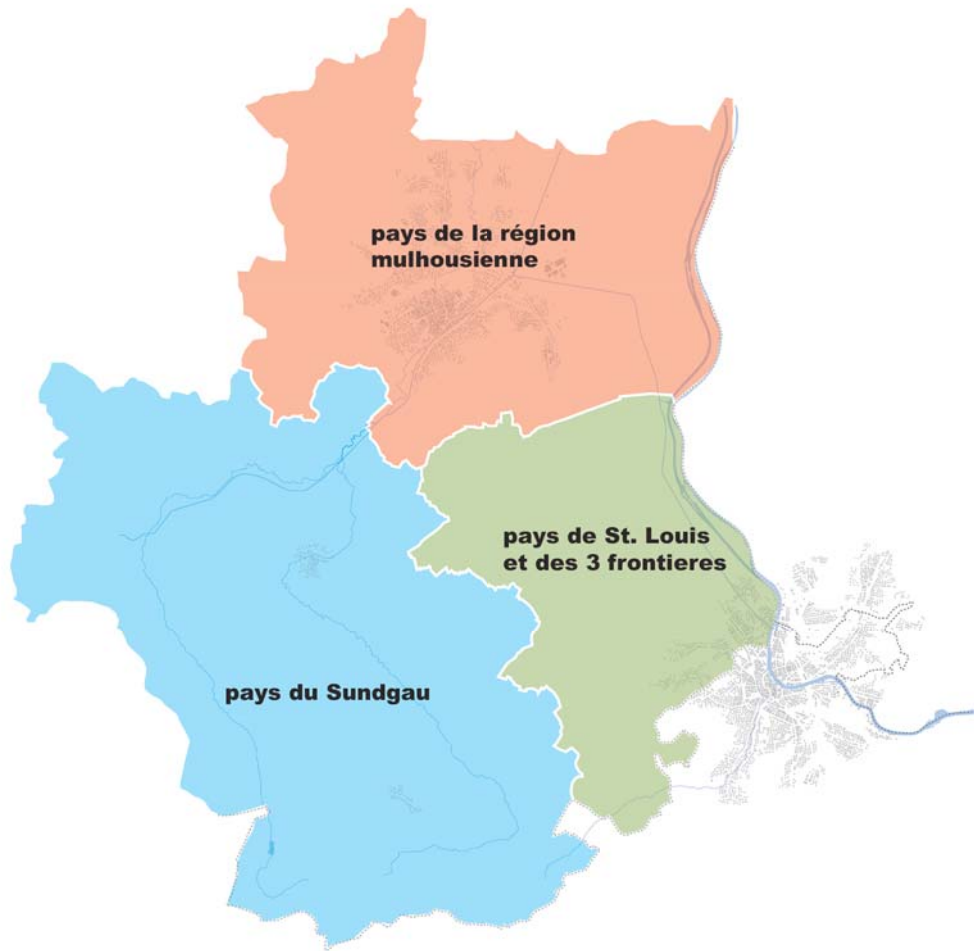 pays de la région
mulhousienne
pays de St. Louis
et des 3 frontieres
pays du Sundgau